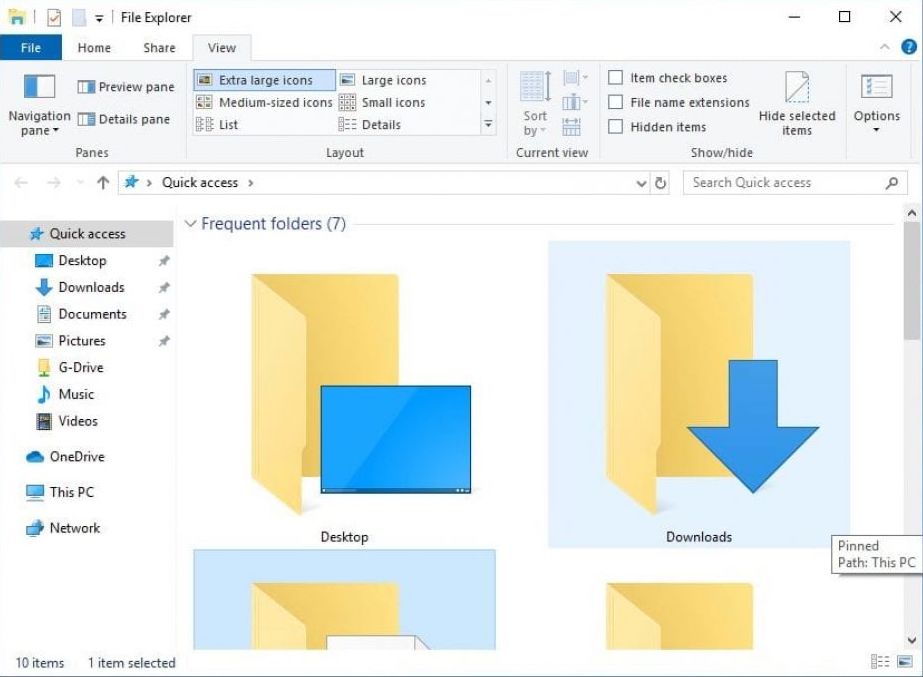 File Explorer
File Home Share View
Navigation pane
Preview pane
Details pane
Panes
Extra large icons Large icons
Medium-sized icons Small icons
List Details
Layout
Sort by
Current view
Item check boxes
File name extensions
Hidden items
Hide selected items
Show/hide
Options
Quick access
Search Quick access
Quick access
Desktop
Downloads
Documents
Pictures
G-Drive
Music
Videos
OneDrive
This PC
Network
Frequent folders (7)
Desktop
Downloads
Pinned
Path: This PC
10 items 1 item selected